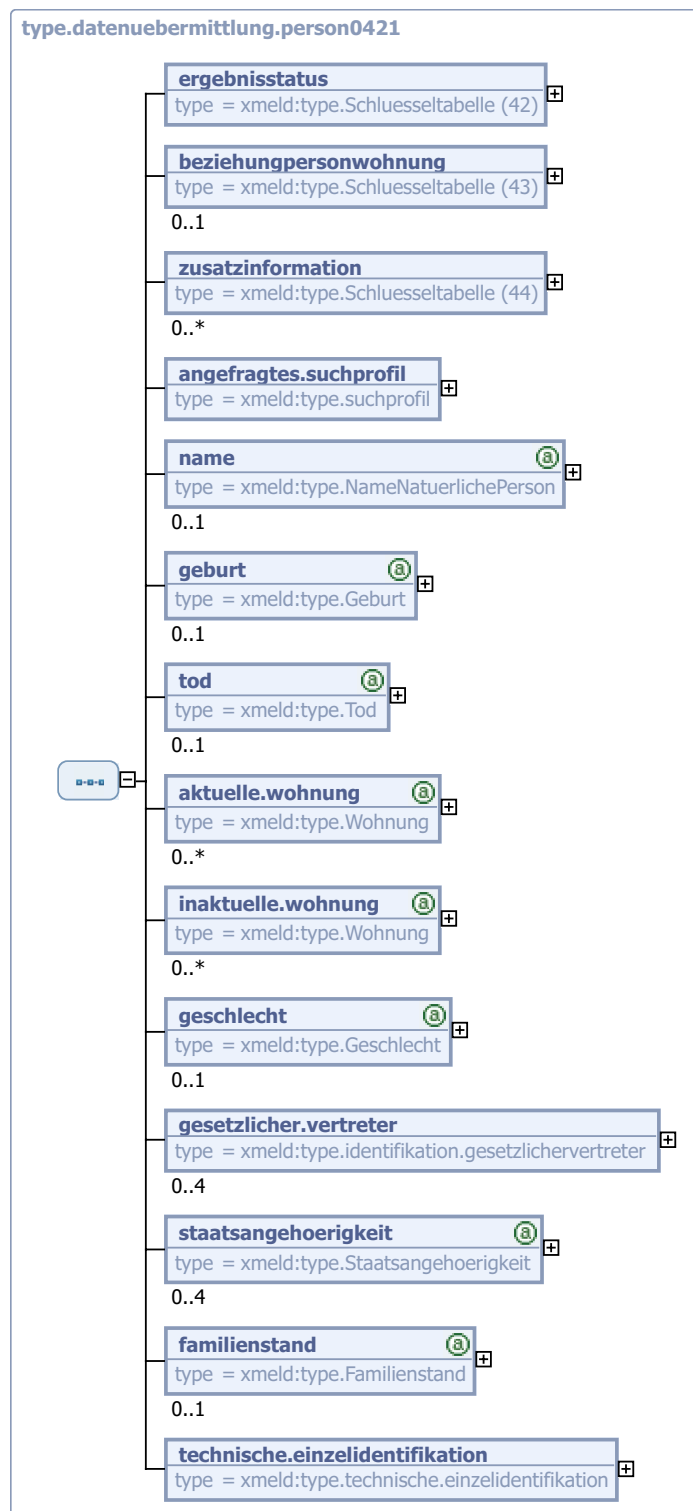 type.datenuebermittlung.person0421
ergebnisstatus
type = xmeld:type.Schluesseltabelle (42)
beziehungpersonwohnung
type = xmeld:type.Schluesseltabelle (43)
0..1
zusatzinformation
type = xmeld:type.Schluesseltabelle (44)
0..*
angefragtes.suchprofil
type = xmeld:type.suchprofil
name
type = xmeld:type.NameNatuerlichePerson
0..1
geburt
type = xmeld:type.Geburt
0..1
tod
type = xmeld:type.Tod
0..1
aktuelle.wohnung
type = xmeld:type.Wohnung
0..*
inaktuelle.wohnung
type = xmeld:type.Wohnung
0..*
geschlecht
type = xmeld:type.Geschlecht
0..1
gesetzlicher.vertreter
type = xmeld:type.identifikation.gesetzlichervertreter
0..4
staatsangehoerigkeit
type = xmeld:type.Staatsangehoerigkeit
0..4
familienstand
type = xmeld:type.Familienstand
0..1
technische.einzelidentifikation
type = xmeld:type.technische.einzelidentifikation